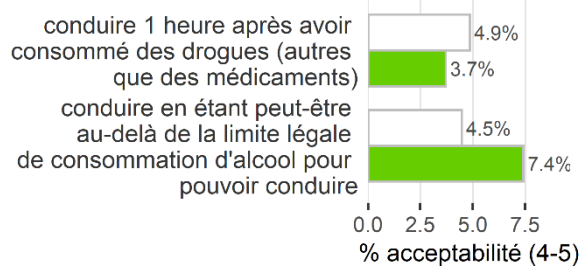 conduire 1 heure après avoir
consommé des drogues (autres
que des médicaments)
4.9%
3.7%
conduire en étant peut-être
au-delà de la limite légale
de consommation d'alcool pour
pouvoir conduire
4.5%
7.4%
0.0 2.5 5.0 7.5
% acceptabilité (4-5)